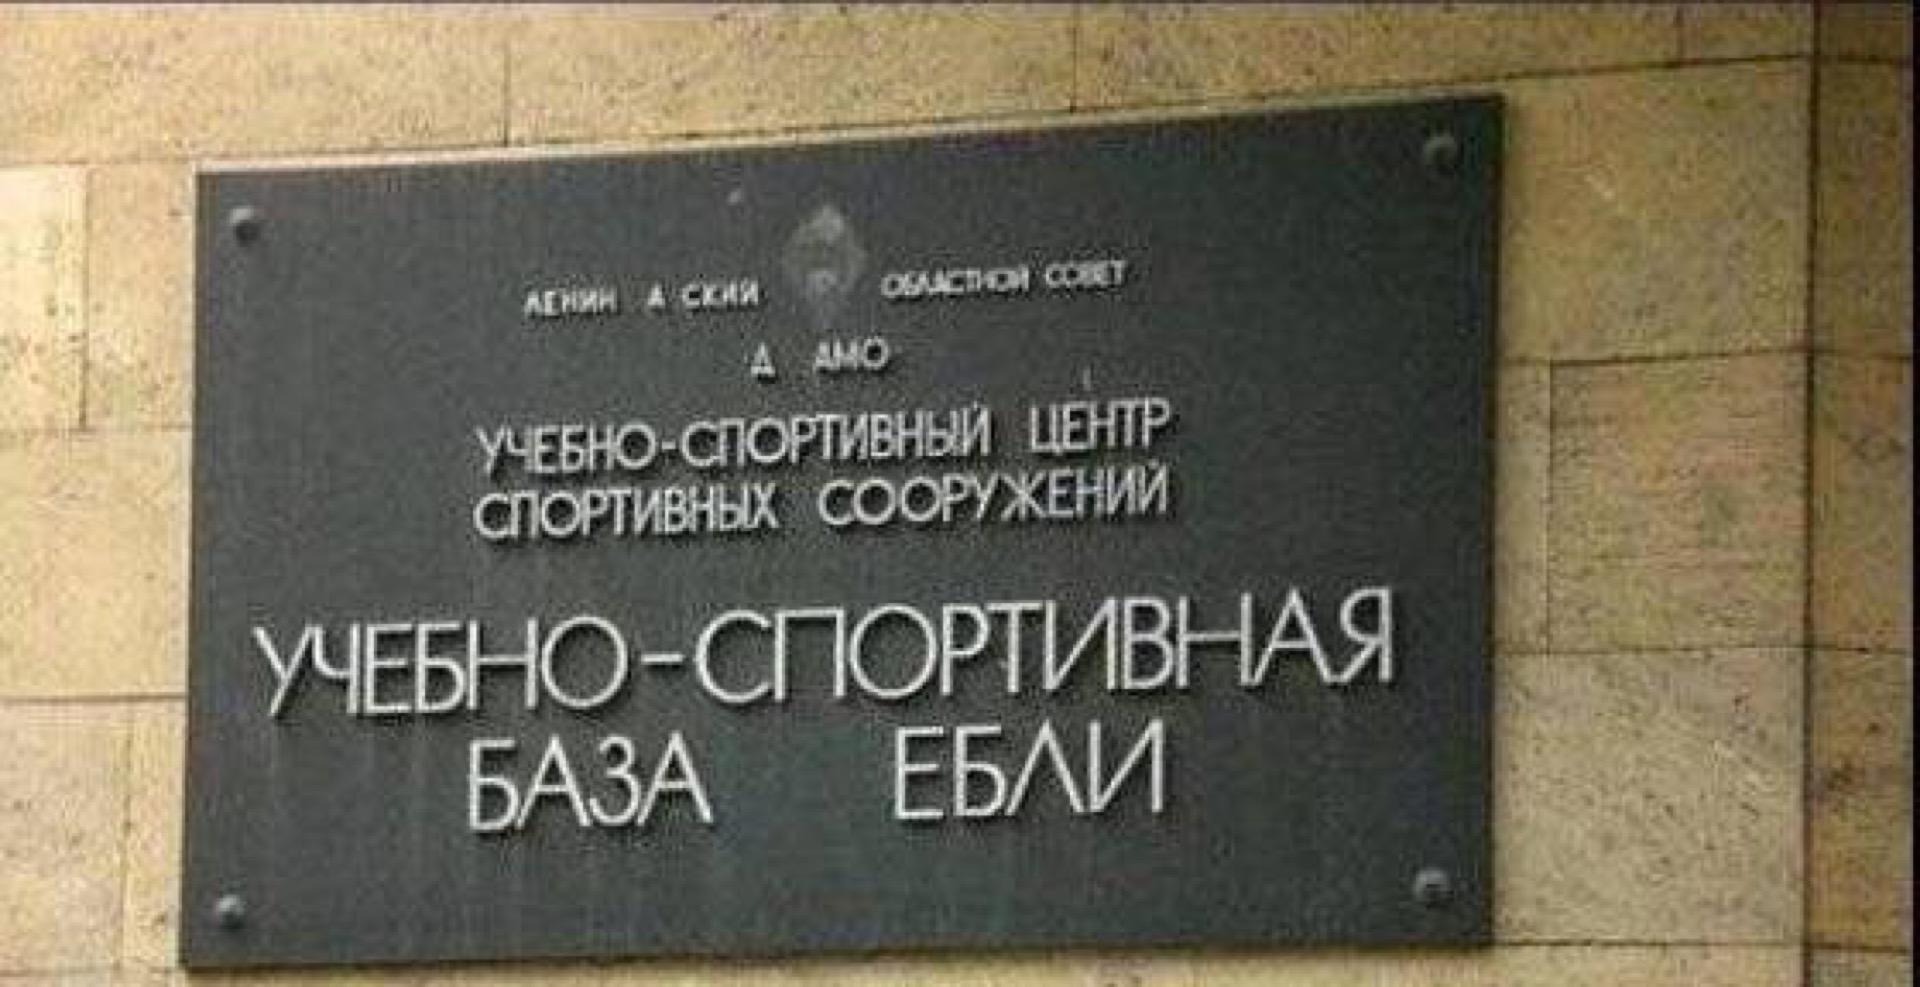 ЛЕНИН А СКИЙ ОБЛАСТНОЙ СОВЕТ
Д АМО
УЧЕБНО-СПОРТИВНЫЙ ЦЕНТР
СПОРТИВНЫХ СООРУЖЕНИЙ
УЧЕБНО-СПОРТИВНАЯ
БАЗА ЕБЛИ